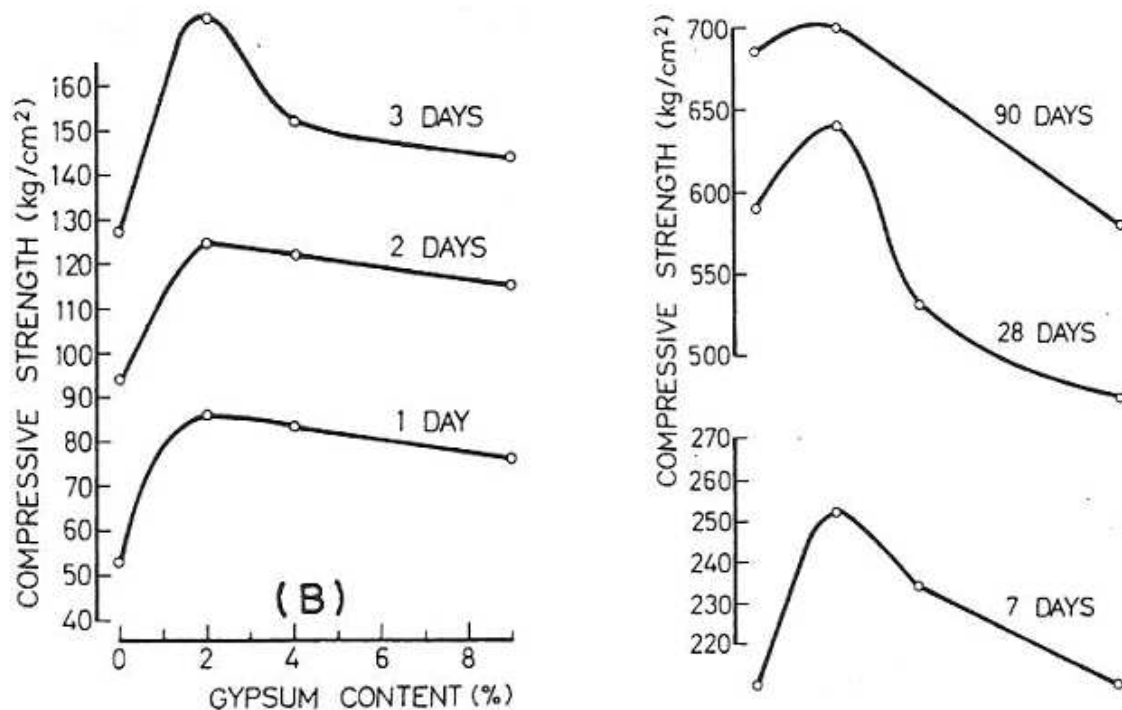 COMPRESSIVE STRENGTH (kg/cm²)
160
150
140
130
120
110
100
90
80
70
60
50
40
3 DAYS
2 DAYS
1 DAY
(B)
0 2 4 6 8
GYPSUM CONTENT (%)
COMPRESSIVE STRENGTH (kg/cm²)
700
650
600
550
500
270
260
250
240
230
220
90 DAYS
28 DAYS
7 DAYS